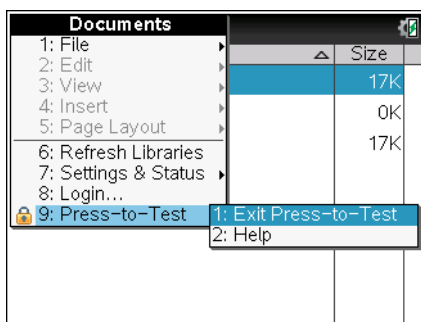 Documents
1: File
2: Edit
3: View
4: Insert
5: Page Layout
6: Refresh Libraries
7: Settings & Status
8: Login...
9: Press-to-Test
1: Exit Press-to-Test
2: Help
Size
17K
0K
17K